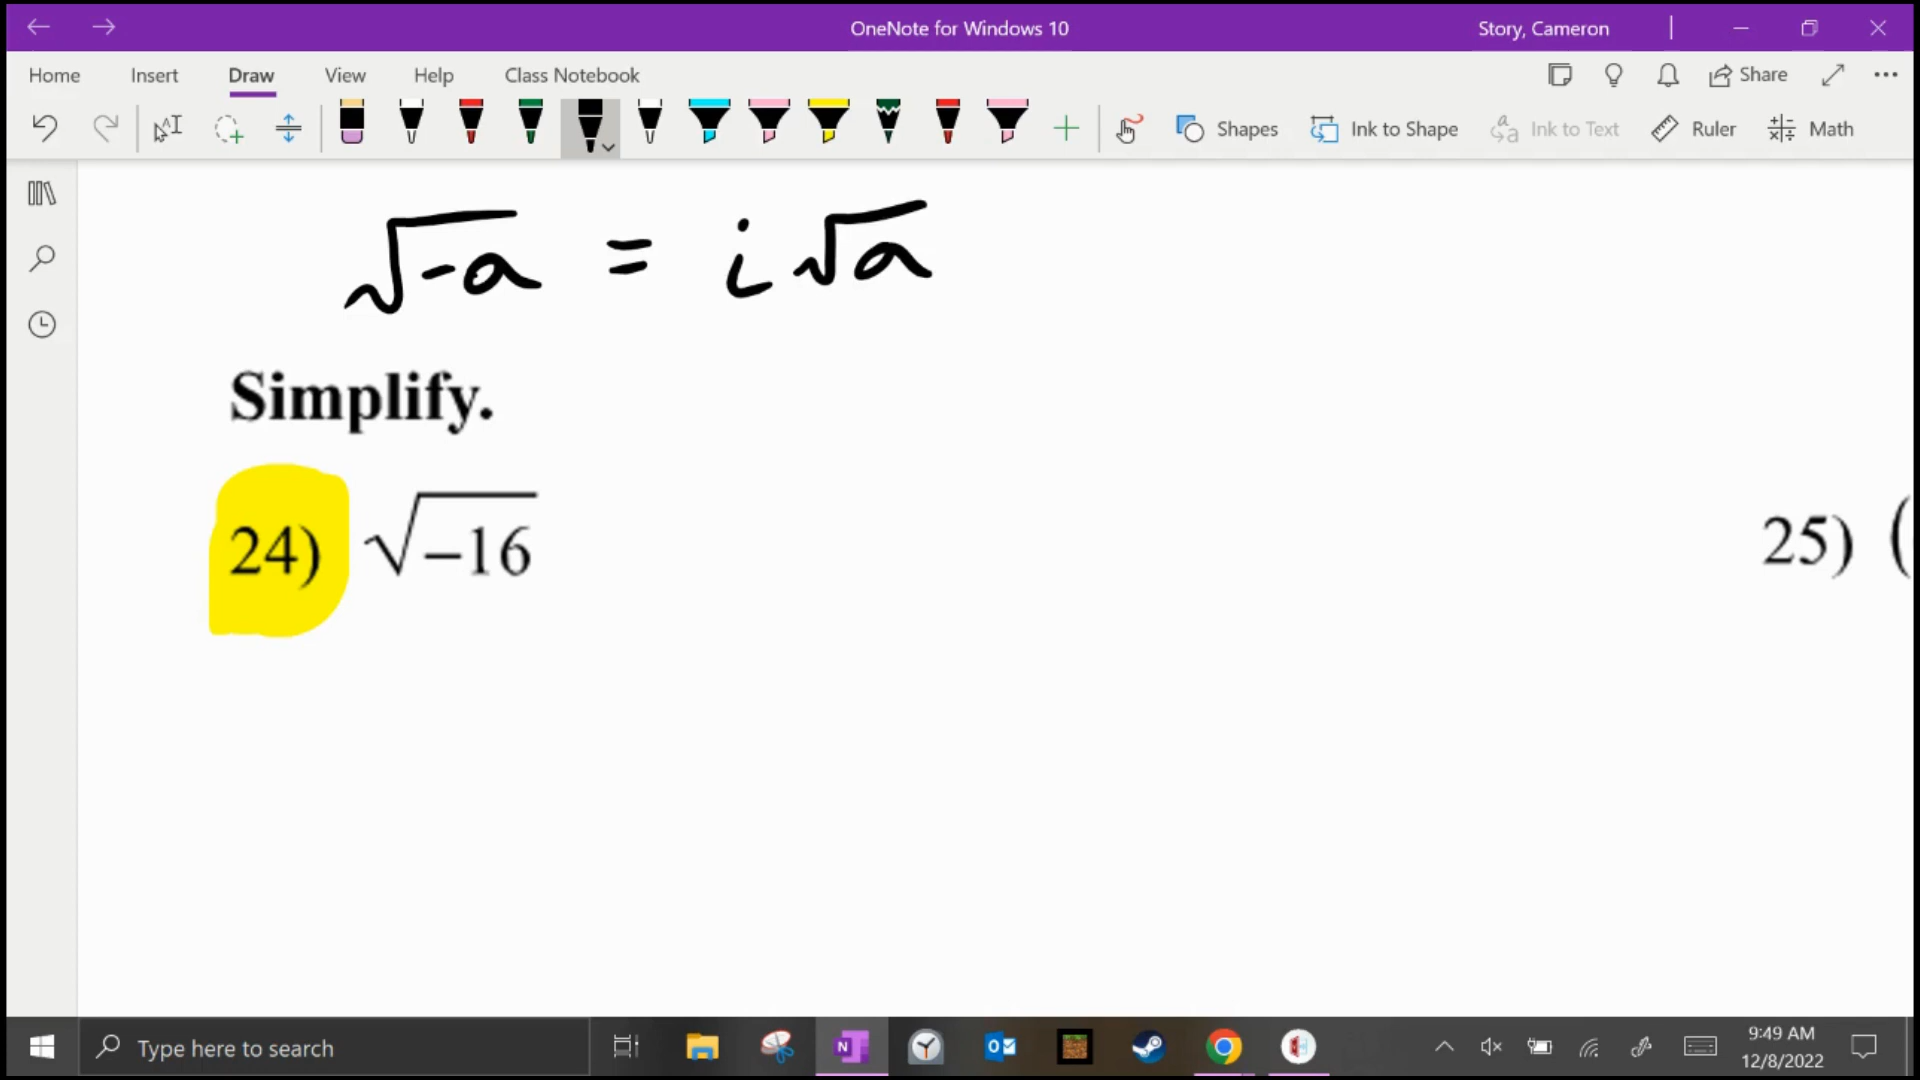 OneNote for Windows 10
Story, Cameron
Home Insert Draw View Help Class Notebook
Share
Shapes Ink to Shape Ink to Text Ruler Math
√-a = i√a
Simplify.
24) √−16
25) (
Type here to search
9:49 AM
12/8/2022